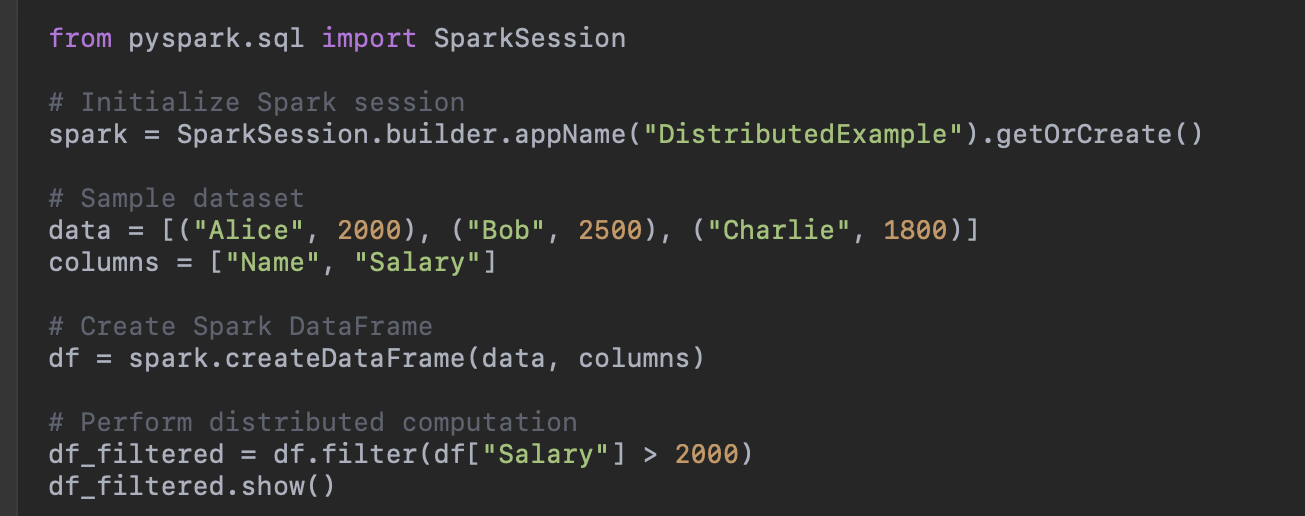 from pyspark.sql import SparkSession
# Initialize Spark session
spark = SparkSession.builder.appName("DistributedExample").getOrCreate()
# Sample dataset
data = [("Alice", 2000), ("Bob", 2500), ("Charlie", 1800)]
columns = ["Name", "Salary"]
# Create Spark DataFrame
df = spark.createDataFrame(data, columns)
# Perform distributed computation
df_filtered = df.filter(df["Salary"] > 2000)
df_filtered.show()